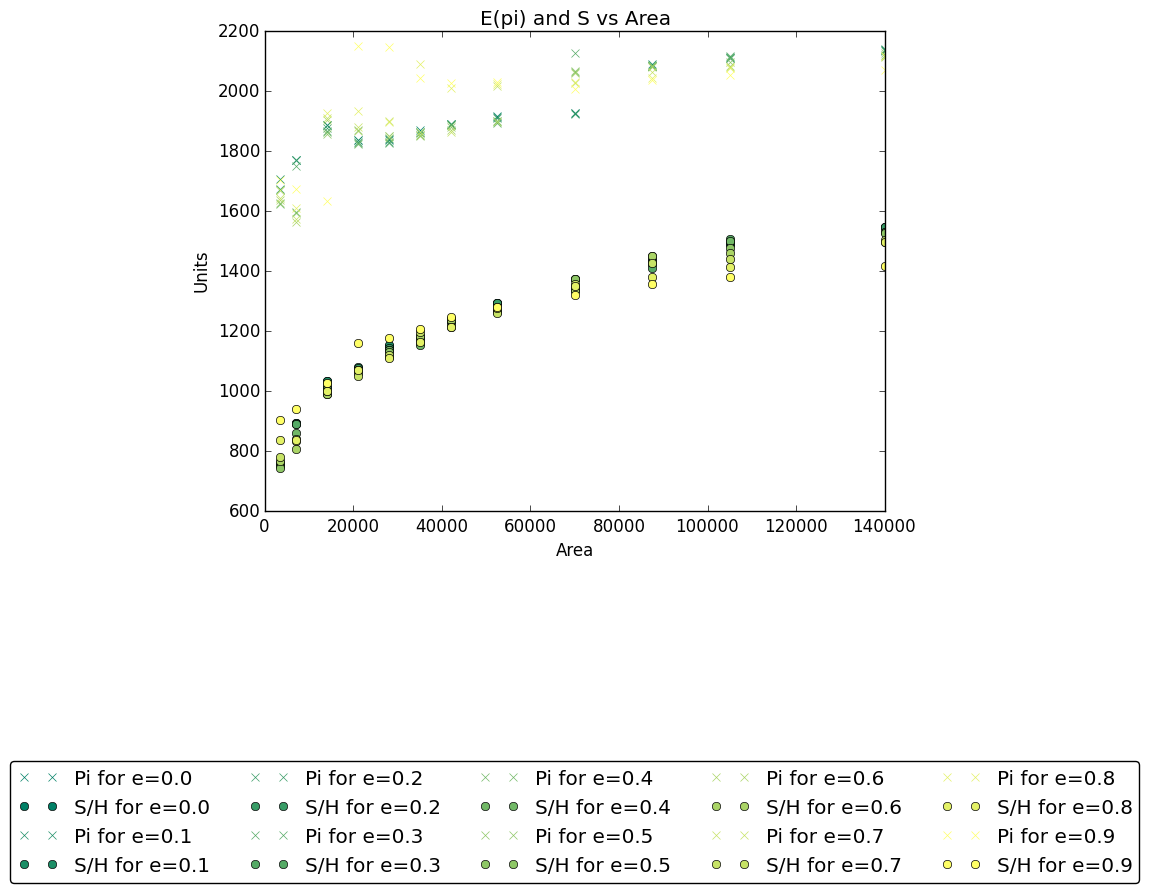 E(pi) and S vs Area
2200
2000
1800
1600
1400
1200
1000
800
600
Units
0 20000 40000 60000 80000 100000 120000 140000
Area
Pi for e=0.0 Pi for e=0.2 Pi for e=0.4 Pi for e=0.6 Pi for e=0.8
S/H for e=0.0 S/H for e=0.2 S/H for e=0.4 S/H for e=0.6 S/H for e=0.8
Pi for e=0.1 Pi for e=0.3 Pi for e=0.5 Pi for e=0.7 Pi for e=0.9
S/H for e=0.1 S/H for e=0.3 S/H for e=0.5 S/H for e=0.7 S/H for e=0.9